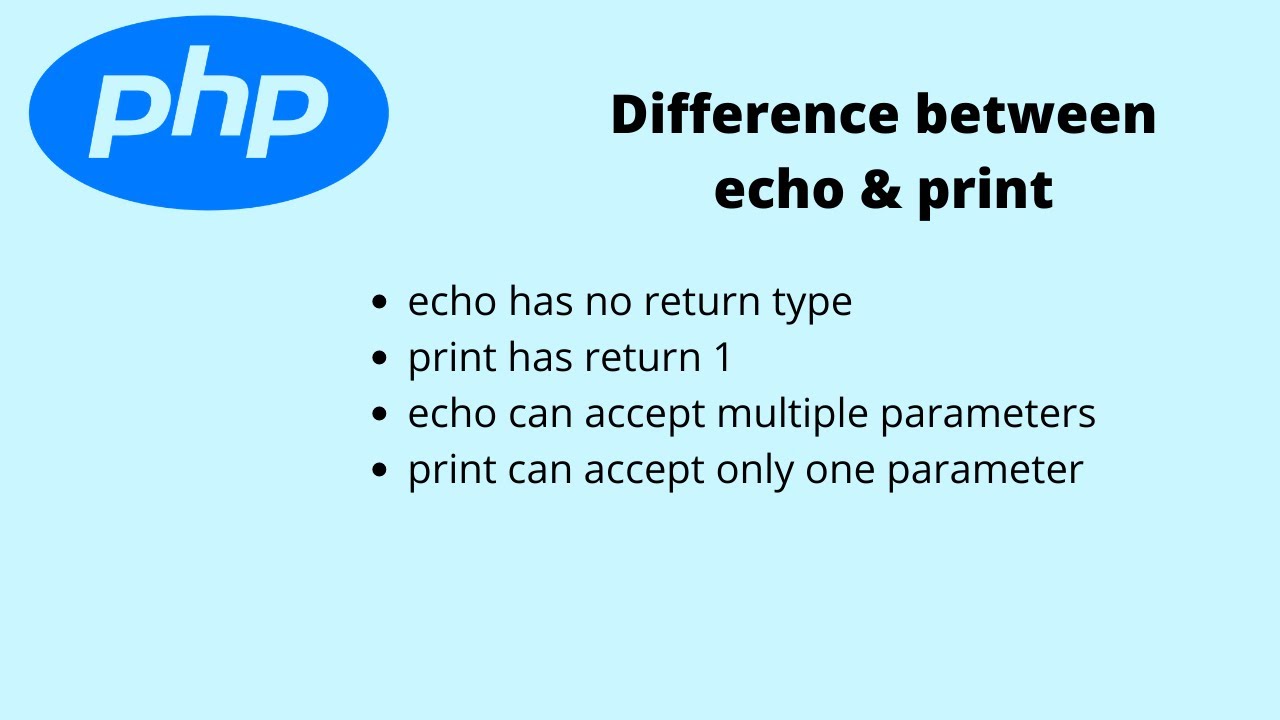 php
Difference between
echo & print
• echo has no return type
• print has return 1
• echo can accept multiple parameters
• print can accept only one parameter